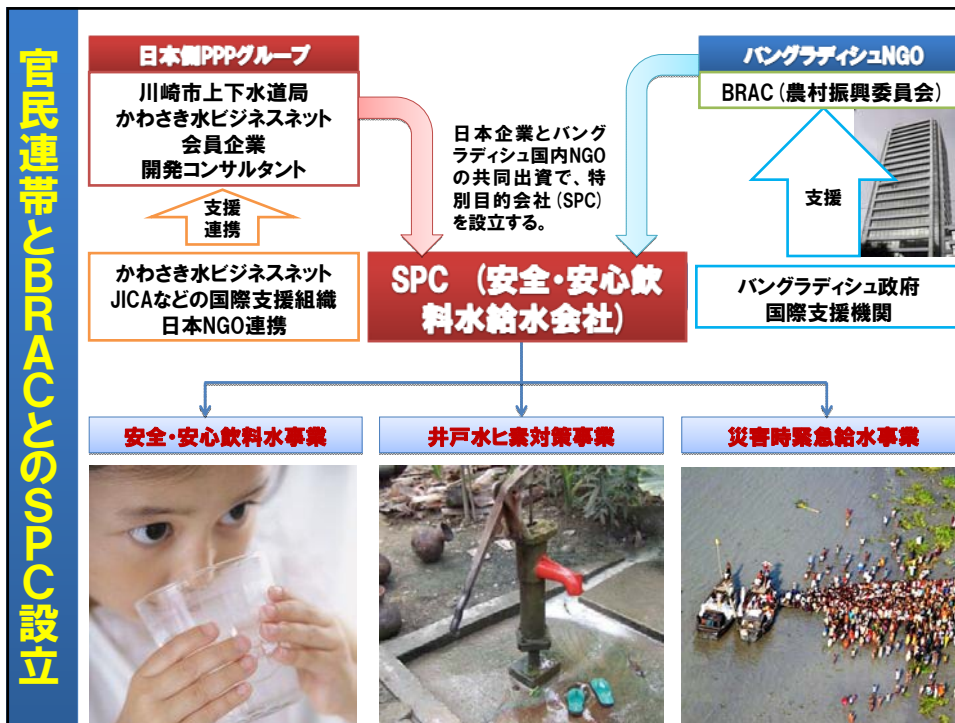 官民連帯とBRACとのSPC設立
日本側PPPグループ
川崎市上下水道局
かわさき水ビジネスネット
会員企業
開発コンサルタント
支援
連携
かわさき水ビジネスネット
JICAなどの国際支援組織
日本NGO連携
日本企業とバング
ラディシュ国内NGO
の共同出資で、特
別目的会社(SPC)
を設立する。
バングラディシュNGO
BRAC(農村振興委員会)
支援
バングラディシュ政府
国際支援機関
SPC (安全・安心飲
料水給水会社)
安全・安心飲料水事業
井戸水ヒ素対策事業
災害時緊急給水事業